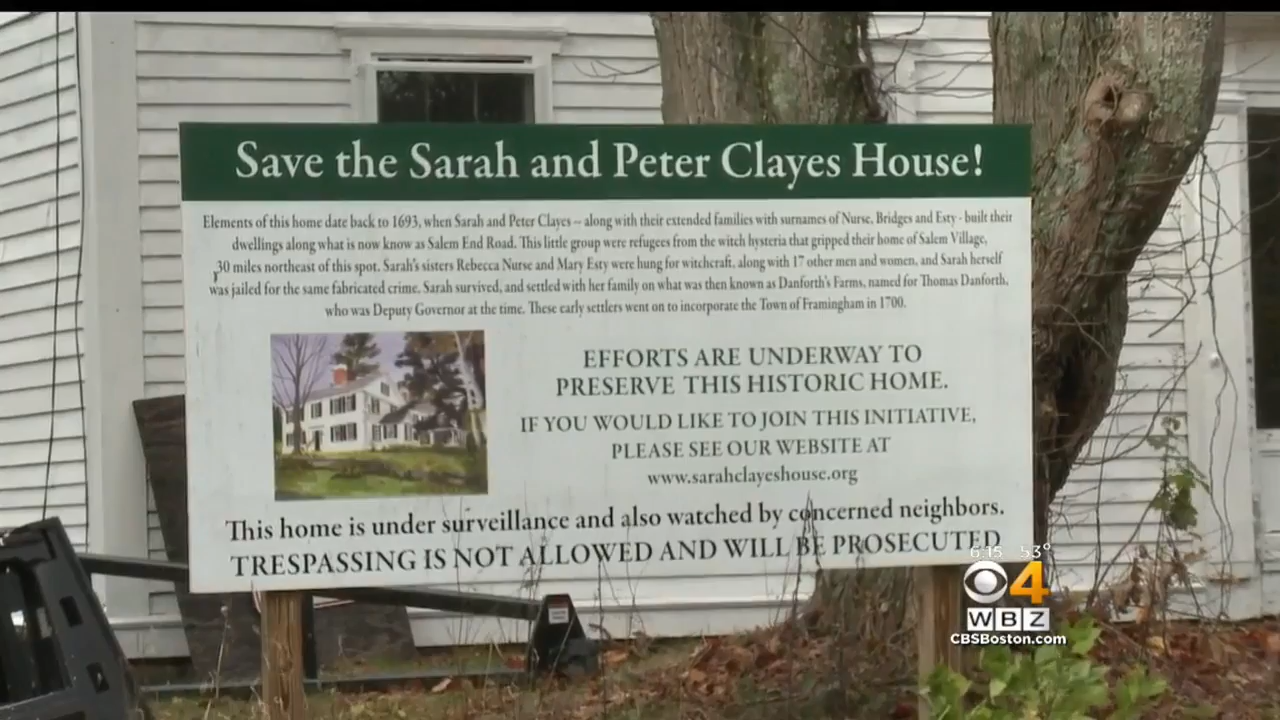 Save the Sarah and Peter Clayes House!
Elements of this home date back to 1693, when Sarah and Peter Clayes – along with their extended families with surnames of Nurse, Bridges and Esty - built their
dwellings along what is now know as Salem End Road. This little group were refugees from the witch hysteria that gripped their home of Salem Village,
30 miles northeast of this spot. Sarah's sisters Rebecca Nurse and Mary Esty were hung for witchcraft, along with 17 other men and women, and Sarah herself
was jailed for the same fabricated crime. Sarah survived, and settled with her family on what was then known as Danforth's Farms, named for Thomas Danforth,
who was Deputy Governor at the time. These early settlers went on to incorporate the Town of Framingham in 1700.
EFFORTS ARE UNDERWAY TO
PRESERVE THIS HISTORIC HOME.
IF YOU WOULD LIKE TO JOIN THIS INITIATIVE,
PLEASE SEE OUR WEBSITE AT
www.sarahclayeshouse.org
This home is under surveillance and also watched by concerned neighbors.
TRESPASSING IS NOT ALLOWED AND WILL BE PROSECUTED
6:15 53°
4
WBZ
CBSBoston.com